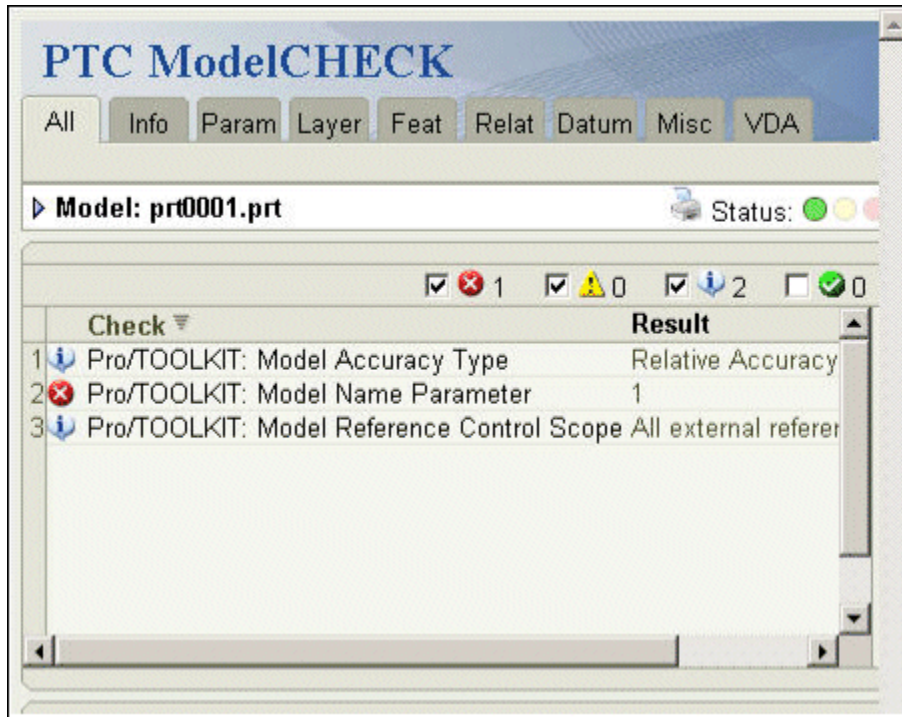 PTC ModelCHECK
All Info Param Layer Feat Relat Datum Misc VDA
Model: prt0001.prt Status:
1 0 2 0
Check Result
1 Pro/TOOLKIT: Model Accuracy Type Relative Accuracy
2 Pro/TOOLKIT: Model Name Parameter 1
3 Pro/TOOLKIT: Model Reference Control Scope All external referer